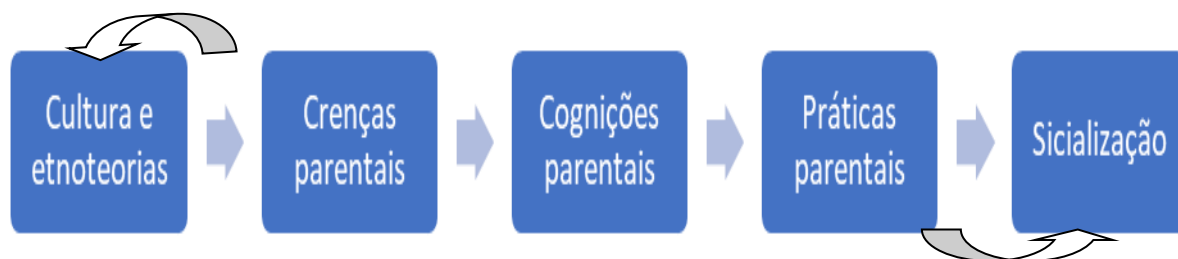 Cultura e
etnoteorias
Crenças
parentais
Cognições
parentais
Práticas
parentais
Sicialização